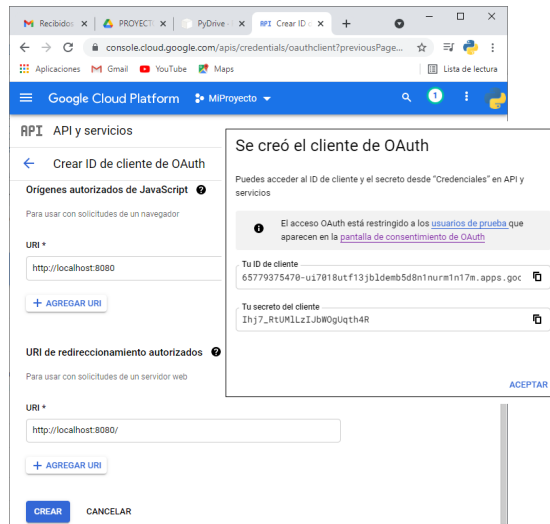 Recibidos
PROYECT
PyDrive -
API Crear ID
console.cloud.google.com/apis/credentials/oauthclient?previousPage...
Aplicaciones
Gmail
YouTube
Maps
Lista de lectura
Google Cloud Platform
MiProyecto
1
API API y servicios
Crear ID de cliente de OAuth
Orígenes autorizados de JavaScript
Para usar con solicitudes de un navegador
URI *
http://localhost:8080
+ AGREGAR URI
URI de redireccionamiento autorizados
Para usar con solicitudes de un servidor web
URI *
http://localhost:8080/
+ AGREGAR URI
CREAR
CANCELAR
Se creó el cliente de OAuth
Puedes acceder al ID de cliente y el secreto desde "Credenciales" en API y
servicios
El acceso OAuth está restringido a los usuarios de prueba que
aparecen en la pantalla de consentimiento de OAuth
Tu ID de cliente
65779375470-ui7018utf13jbldemb5d8n1nurm1n17m.apps.goo
Tu secreto del cliente
Ihj7_RtUMlLzIJbWOgUqth4R
ACEPTAR